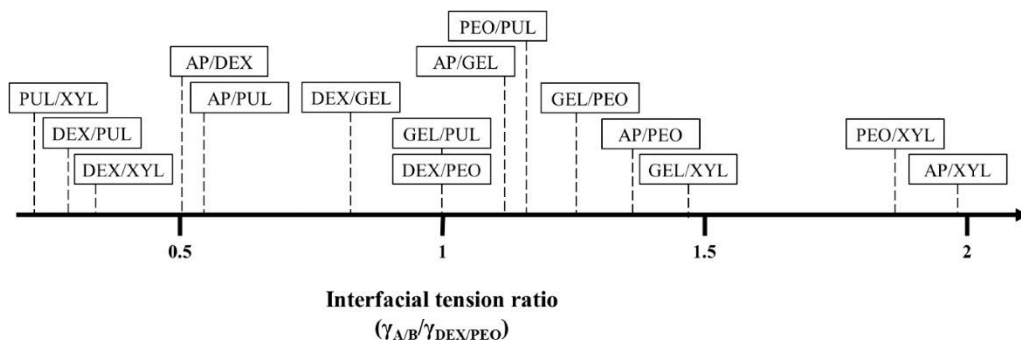 PEO/PUL
AP/DEX
AP/GEL
PUL/XYL
AP/PUL
DEX/GEL
GEL/PEO
DEX/PUL
GEL/PUL
AP/PEO
PEO/XYL
DEX/XYL
DEX/PEO
GEL/XYL
AP/XYL
0.5 1 1.5 2
Interfacial tension ratio
(γA/B/γDEX/PEO)